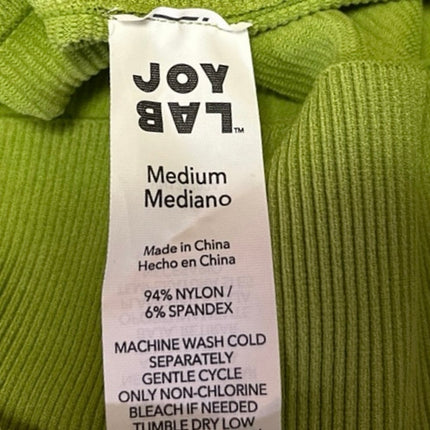 JOY
LAB™
Medium
Mediano
Made in China
Hecho en China
94% NYLON /
6% SPANDEX
MACHINE WASH COLD
SEPARATELY
GENTLE CYCLE
ONLY NON-CHLORINE
BLEACH IF NEEDED
TUMBLE DRY LOW